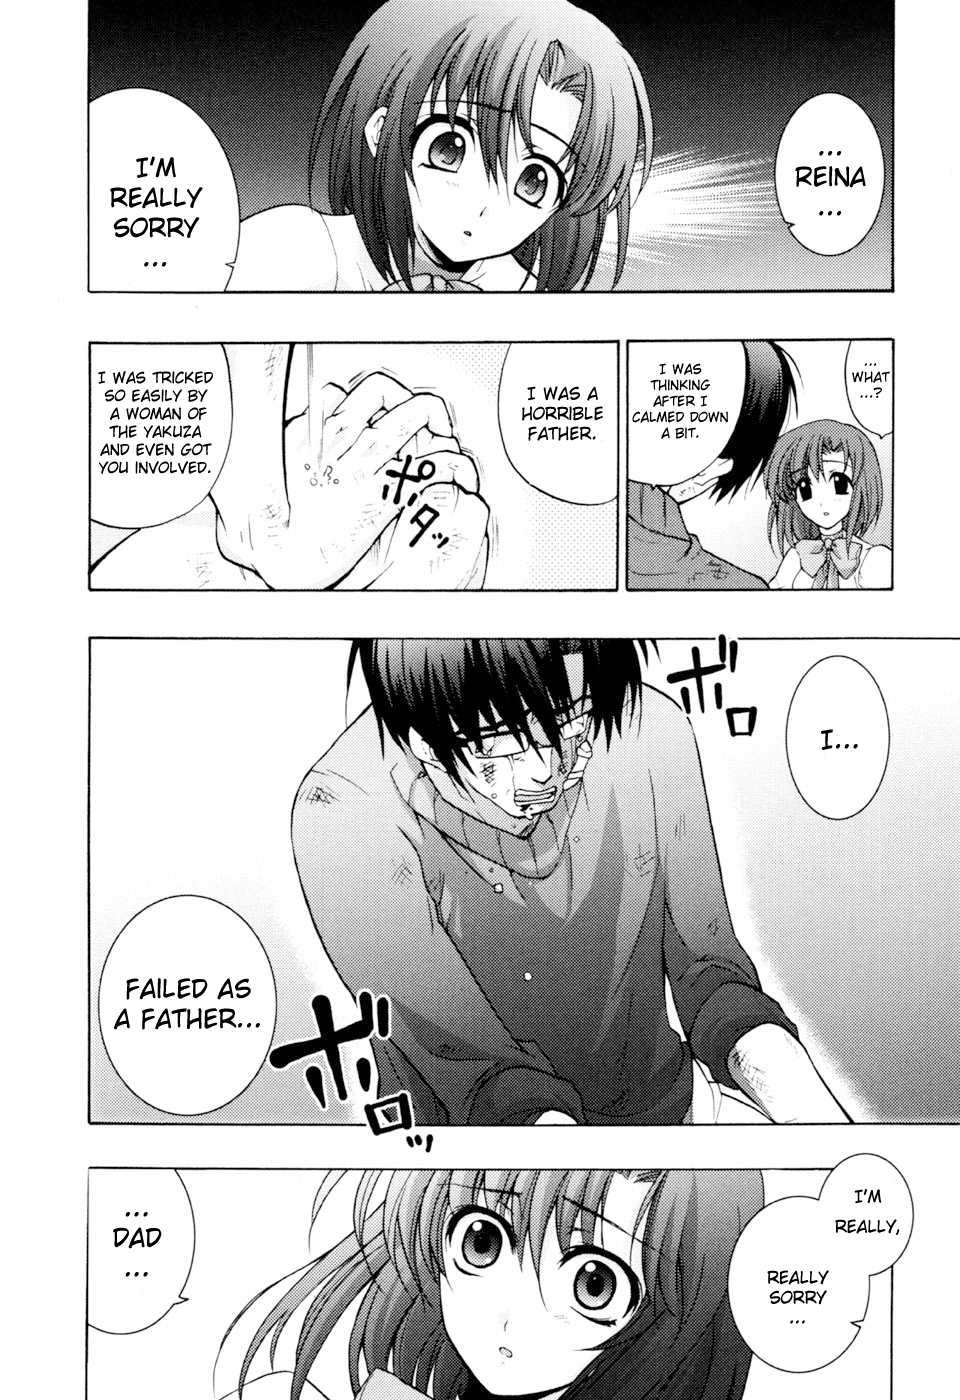 ...
REINA
...
I'M
REALLY
SORRY
...
...
WHAT
...?
I WAS
THINKING
AFTER I
CALMED DOWN
A BIT.
I WAS A
HORRIBLE
FATHER.
I WAS TRICKED
SO EASILY BY
A WOMAN OF
THE YAKUZA
AND EVEN GOT
YOU INVOLVED.
ポタッ
I...
ボロ
FAILED AS
A FATHER...
ボロッ
I'M
REALLY,
REALLY
SORRY
...
...
DAD
...